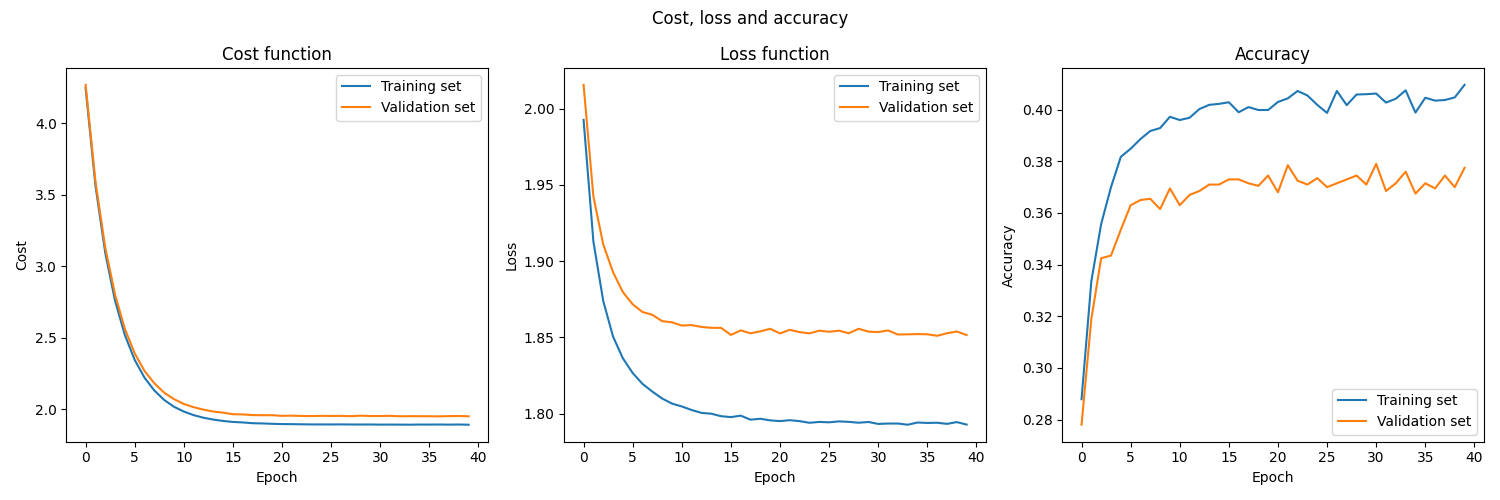 Cost, loss and accuracy
Cost function
Cost
4.0
3.5
3.0
2.5
2.0
Training set
Validation set
0 5 10 15 20 25 30 35 40
Epoch
Loss function
Loss
2.00
1.95
1.90
1.85
1.80
Training set
Validation set
0 5 10 15 20 25 30 35 40
Epoch
Accuracy
Accuracy
0.40
0.38
0.36
0.34
0.32
0.30
0.28
Training set
Validation set
0 5 10 15 20 25 30 35 40
Epoch